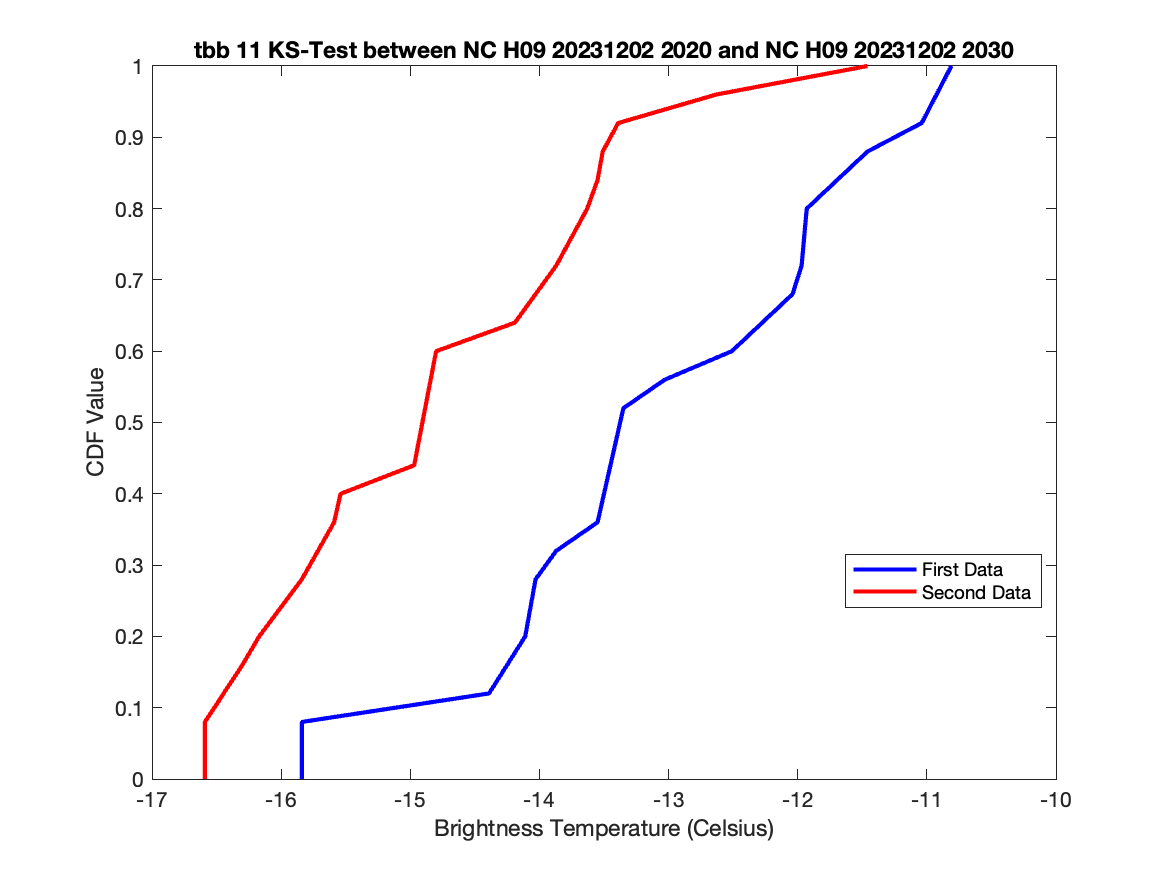 tbb 11 KS-Test between NC H09 20231202 2020 and NC H09 20231202 2030
1
0.9
0.8
0.7
0.6
0.5
0.4
0.3
0.2
0.1
0
CDF Value
First Data
Second Data
-17 -16 -15 -14 -13 -12 -11 -10
Brightness Temperature (Celsius)